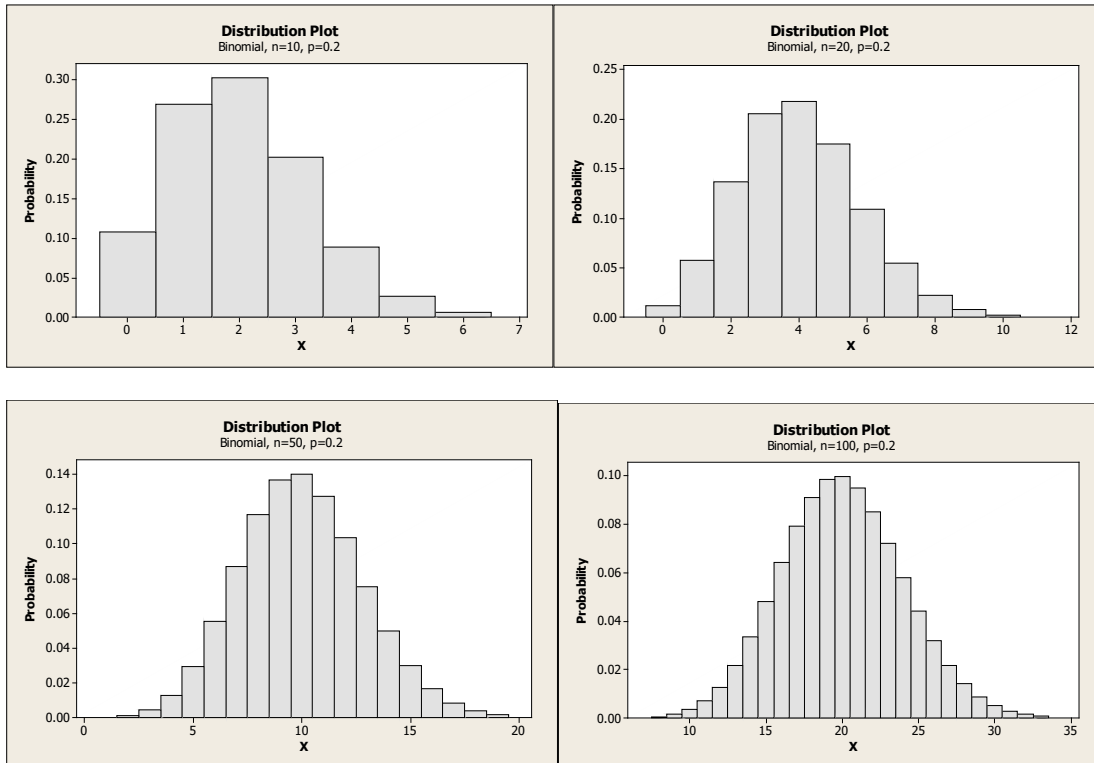 Distribution Plot
Binomial, n=10, p=0.2
Probability
0.30
0.25
0.20
0.15
0.10
0.05
0.00
0 1 2 3 4 5 6 7
X
Distribution Plot
Binomial, n=20, p=0.2
Probability
0.25
0.20
0.15
0.10
0.05
0.00
0 2 4 6 8 10 12
X
Distribution Plot
Binomial, n=50, p=0.2
Probability
0.14
0.12
0.10
0.08
0.06
0.04
0.02
0.00
0 5 10 15 20
X
Distribution Plot
Binomial, n=100, p=0.2
Probability
0.10
0.08
0.06
0.04
0.02
0.00
10 15 20 25 30 35
X